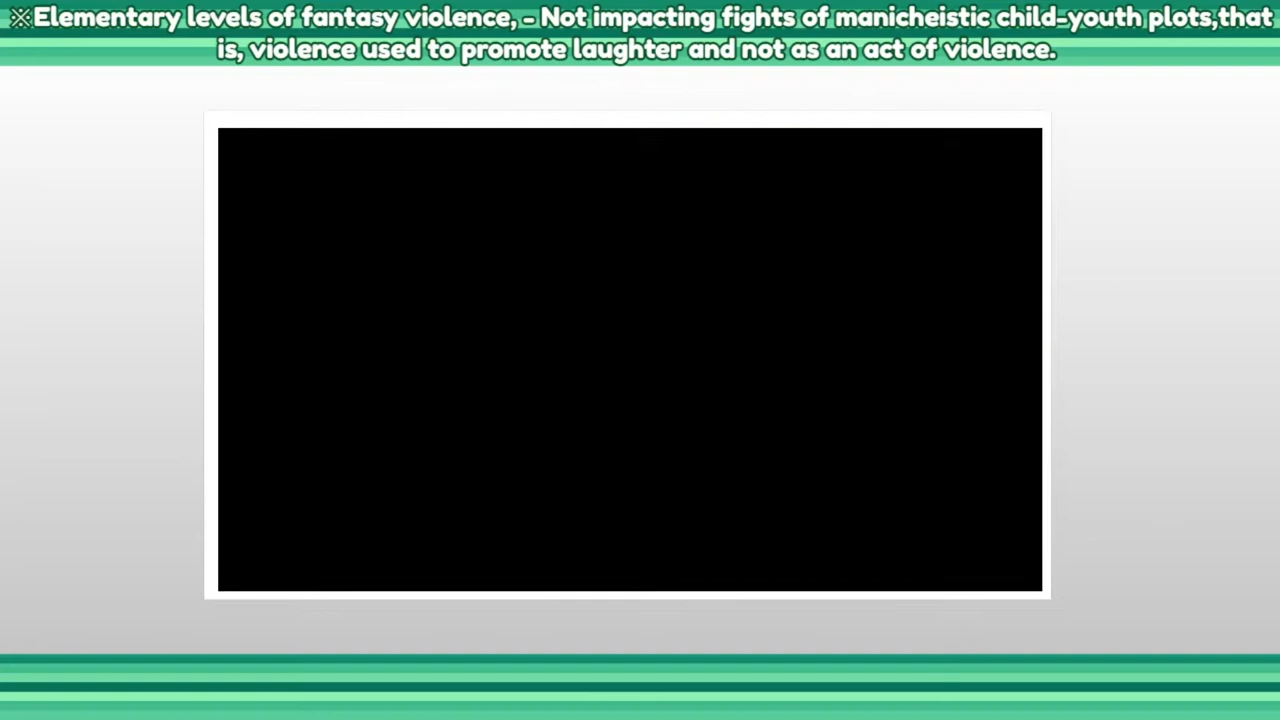 ※Elementary levels of fantasy violence, - Not impacting fights of manicheistic child-youth plots,that
is, violence used to promote laughter and not as an act of violence.